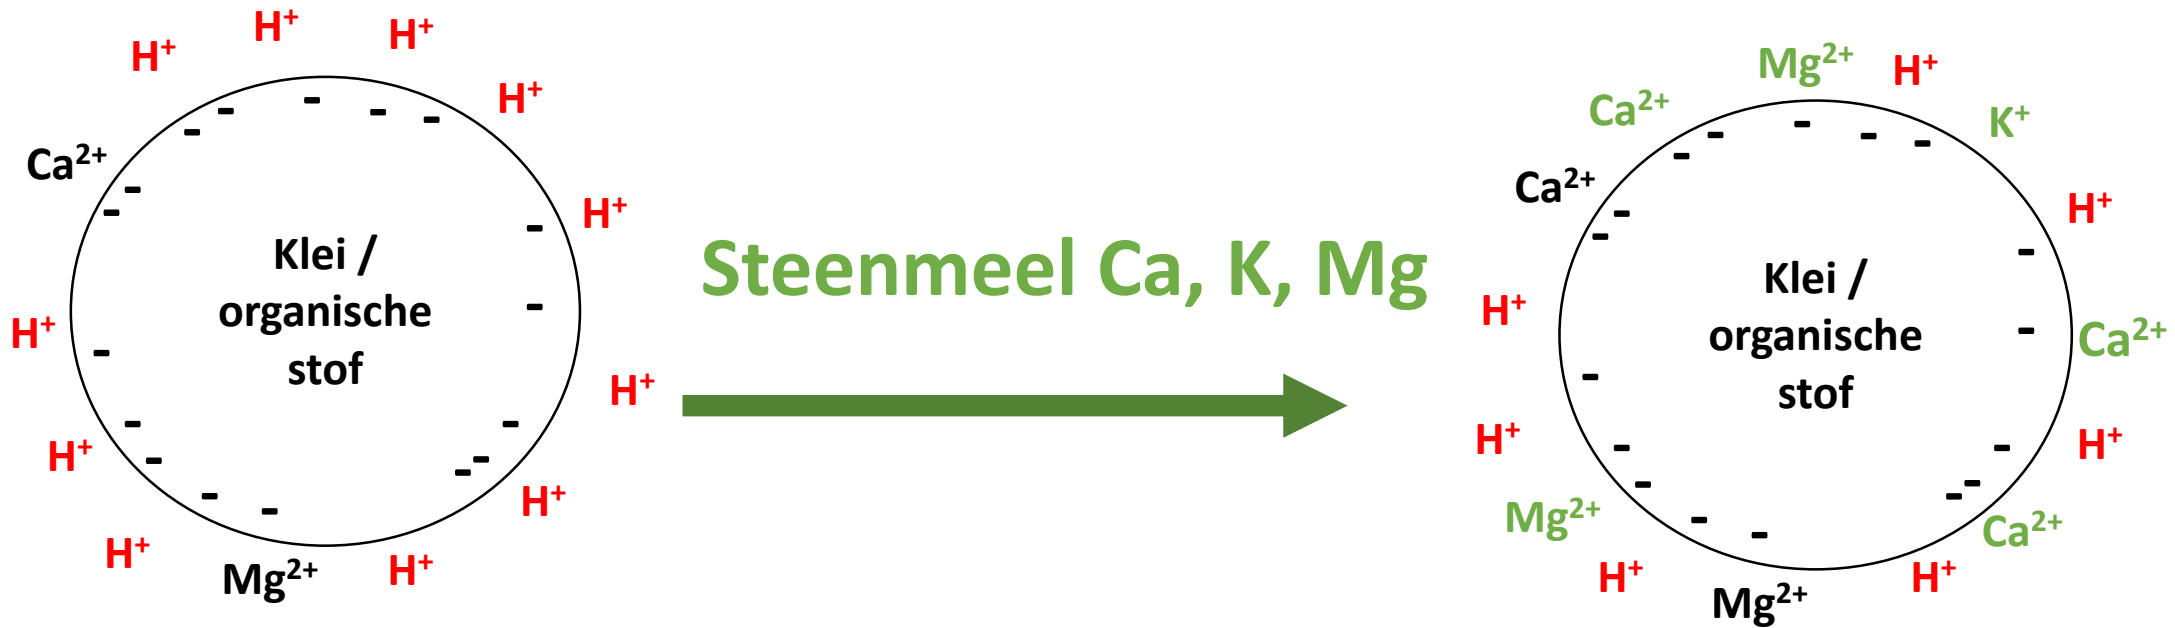 H⁺
H⁺
H⁺
H⁺
Ca²⁺
H⁺
Klei /
organische
stof
H⁺
H⁺
H⁺
H⁺
H⁺
Mg²⁺
H⁺
Steenmeel Ca, K, Mg
Mg²⁺
H⁺
Ca²⁺
K⁺
Ca²⁺
H⁺
Klei /
organische
stof
H⁺
Ca²⁺
H⁺
H⁺
Mg²⁺
Ca²⁺
H⁺
H⁺
Mg²⁺